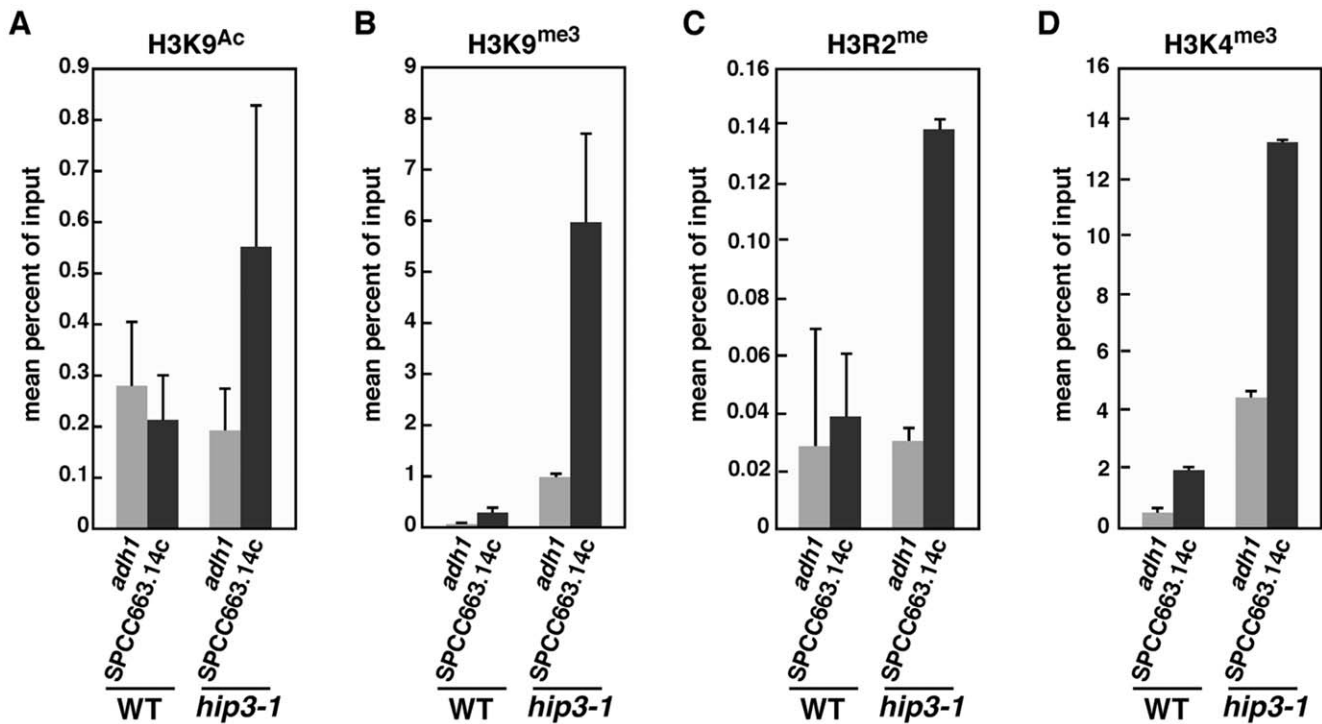 A
H3K9Ac
mean percent of input
0.9
0.8
0.7
0.6
0.5
0.4
0.3
0.2
0.1
0
adh1
SPCC663.14c
adh1
SPCC663.14c
WT
hip3-1
B
H3K9me3
mean percent of input
9
8
7
6
5
4
3
2
1
0
adh1
SPCC663.14c
adh1
SPCC663.14c
WT
hip3-1
C
H3R2me
mean percent of input
0.16
0.14
0.12
0.10
0.08
0.06
0.04
0.02
0
adh1
SPCC663.14c
adh1
SPCC663.14c
WT
hip3-1
D
H3K4me3
mean percent of input
16
14
12
10
8
6
4
2
0
adh1
SPCC663.14c
adh1
SPCC663.14c
WT
hip3-1